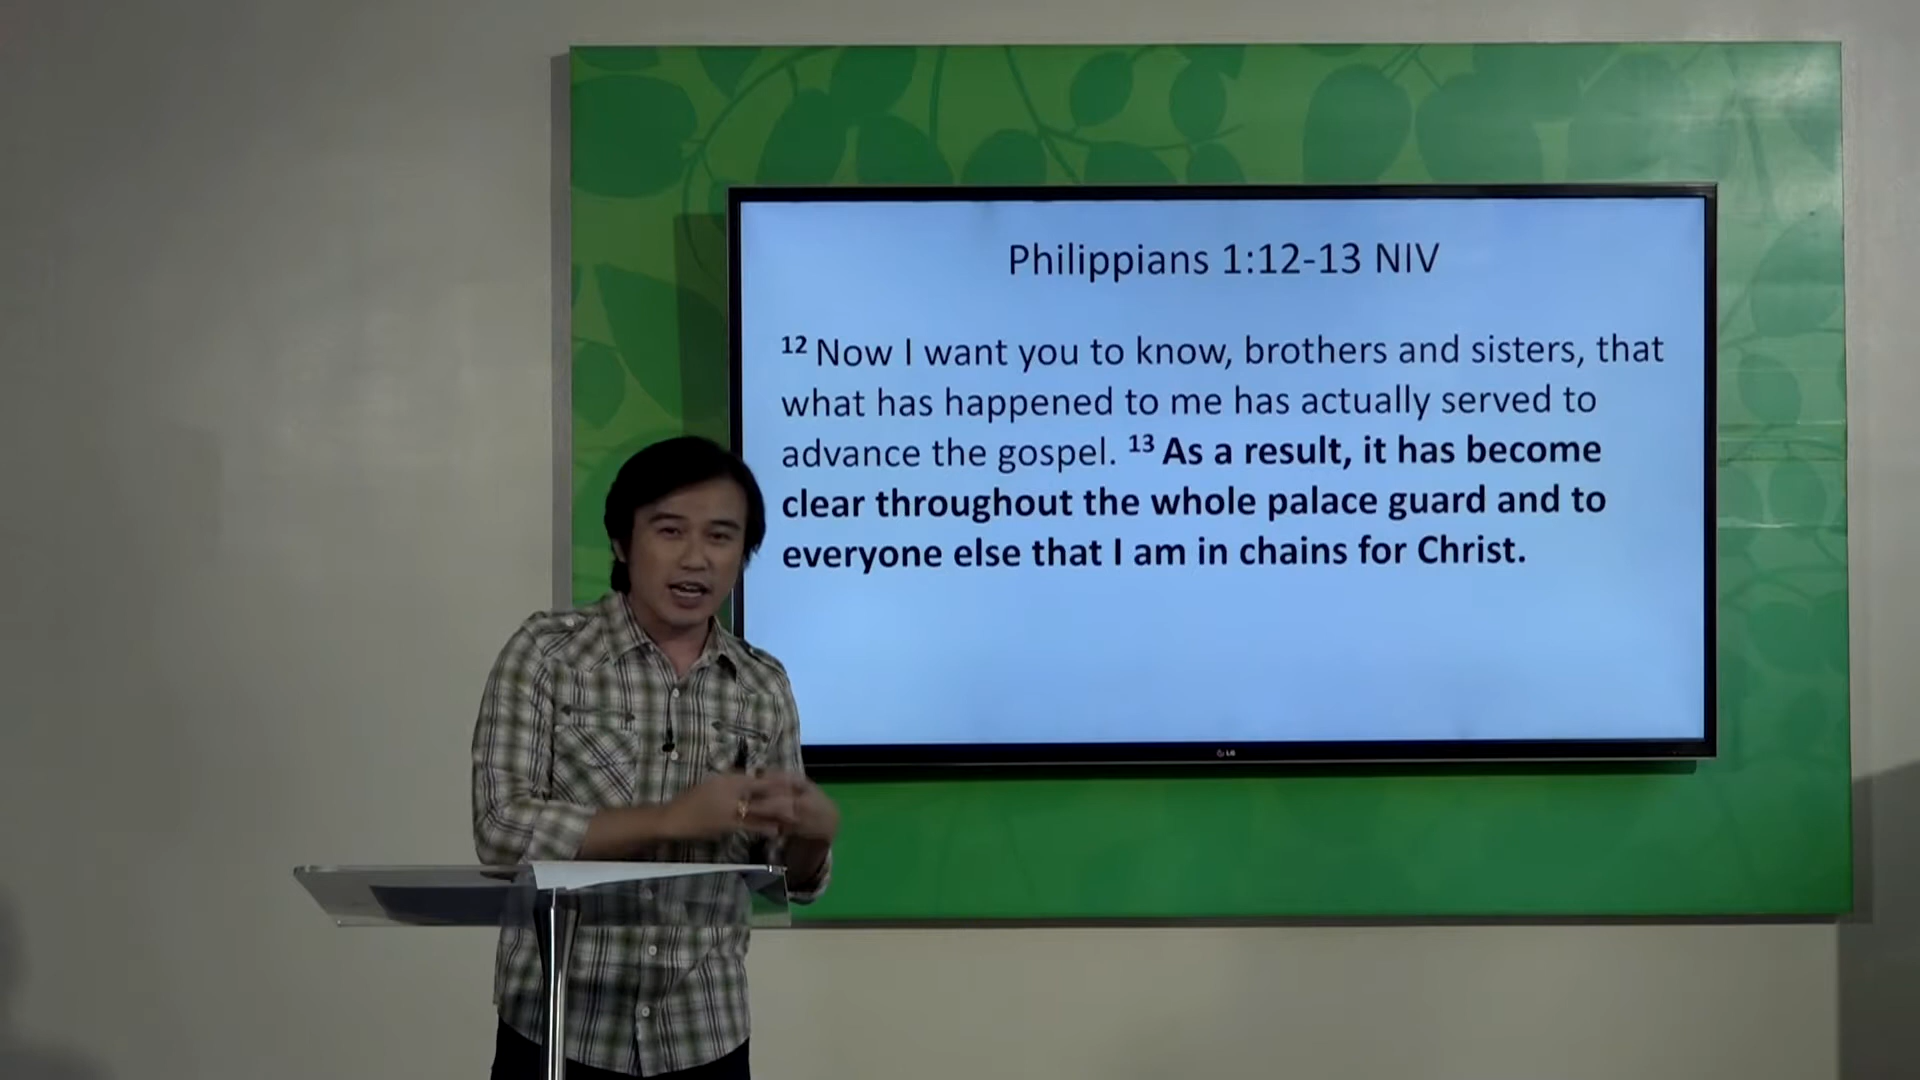 Philippians 1:12-13 NIV
12 Now I want you to know, brothers and sisters, that
what has happened to me has actually served to
advance the gospel. 13 As a result, it has become
clear throughout the whole palace guard and to
everyone else that I am in chains for Christ.
LG